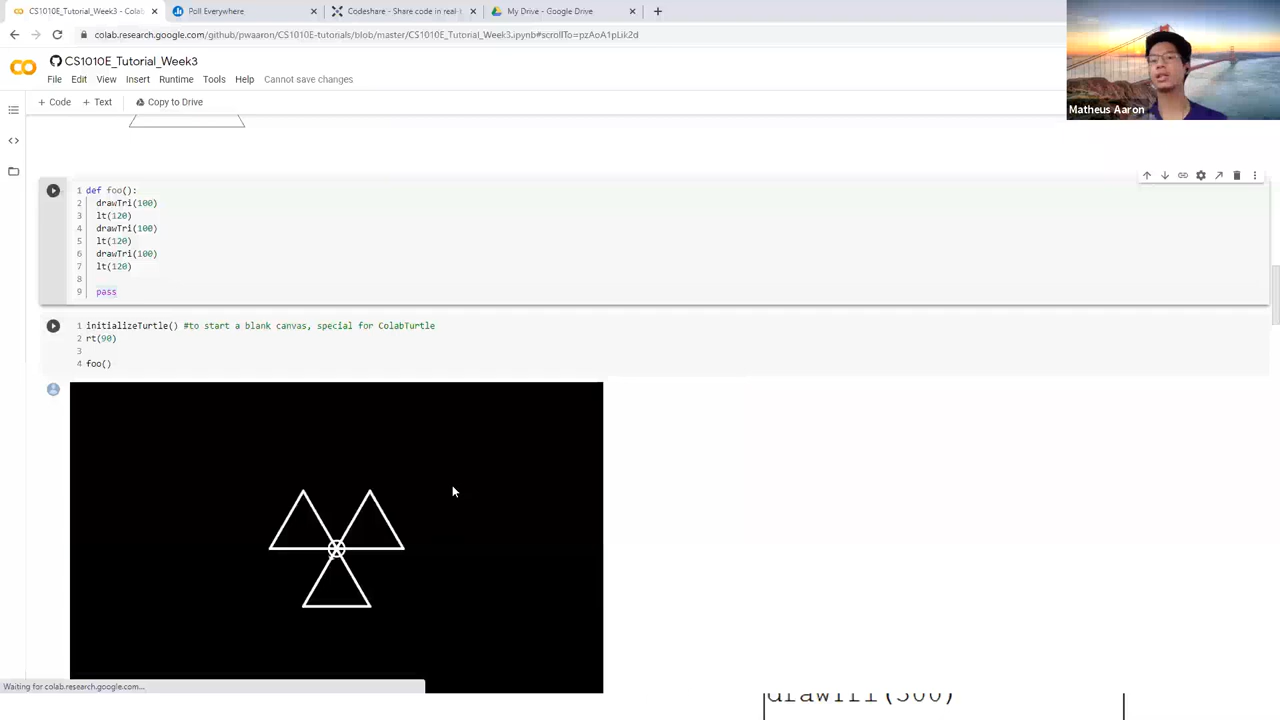 CS1010E_Tutorial_Week3 - Colab
Poll Everywhere
Codeshare - Share code in real-
My Drive - Google Drive
colab.research.google.com/github/pwaaron/CS1010E-tutorials/blob/master/CS1010E_Tutorial_Week3.ipynb#scrollTo=pzAoA1pLik2d
CS1010E_Tutorial_Week3
File Edit View Insert Runtime Tools Help Cannot save changes
+ Code + Text Copy to Drive
Matheus Aaron
1 def foo():
2 drawTri(100)
3 lt(120)
4 drawTri(100)
5 lt(120)
6 drawTri(100)
7 lt(120)
8
9 pass
1 initializeTurtle() #to start a blank canvas, special for ColabTurtle
2 rt(90)
3
4 foo()
Waiting for colab.research.google.com...
drawTri(300)